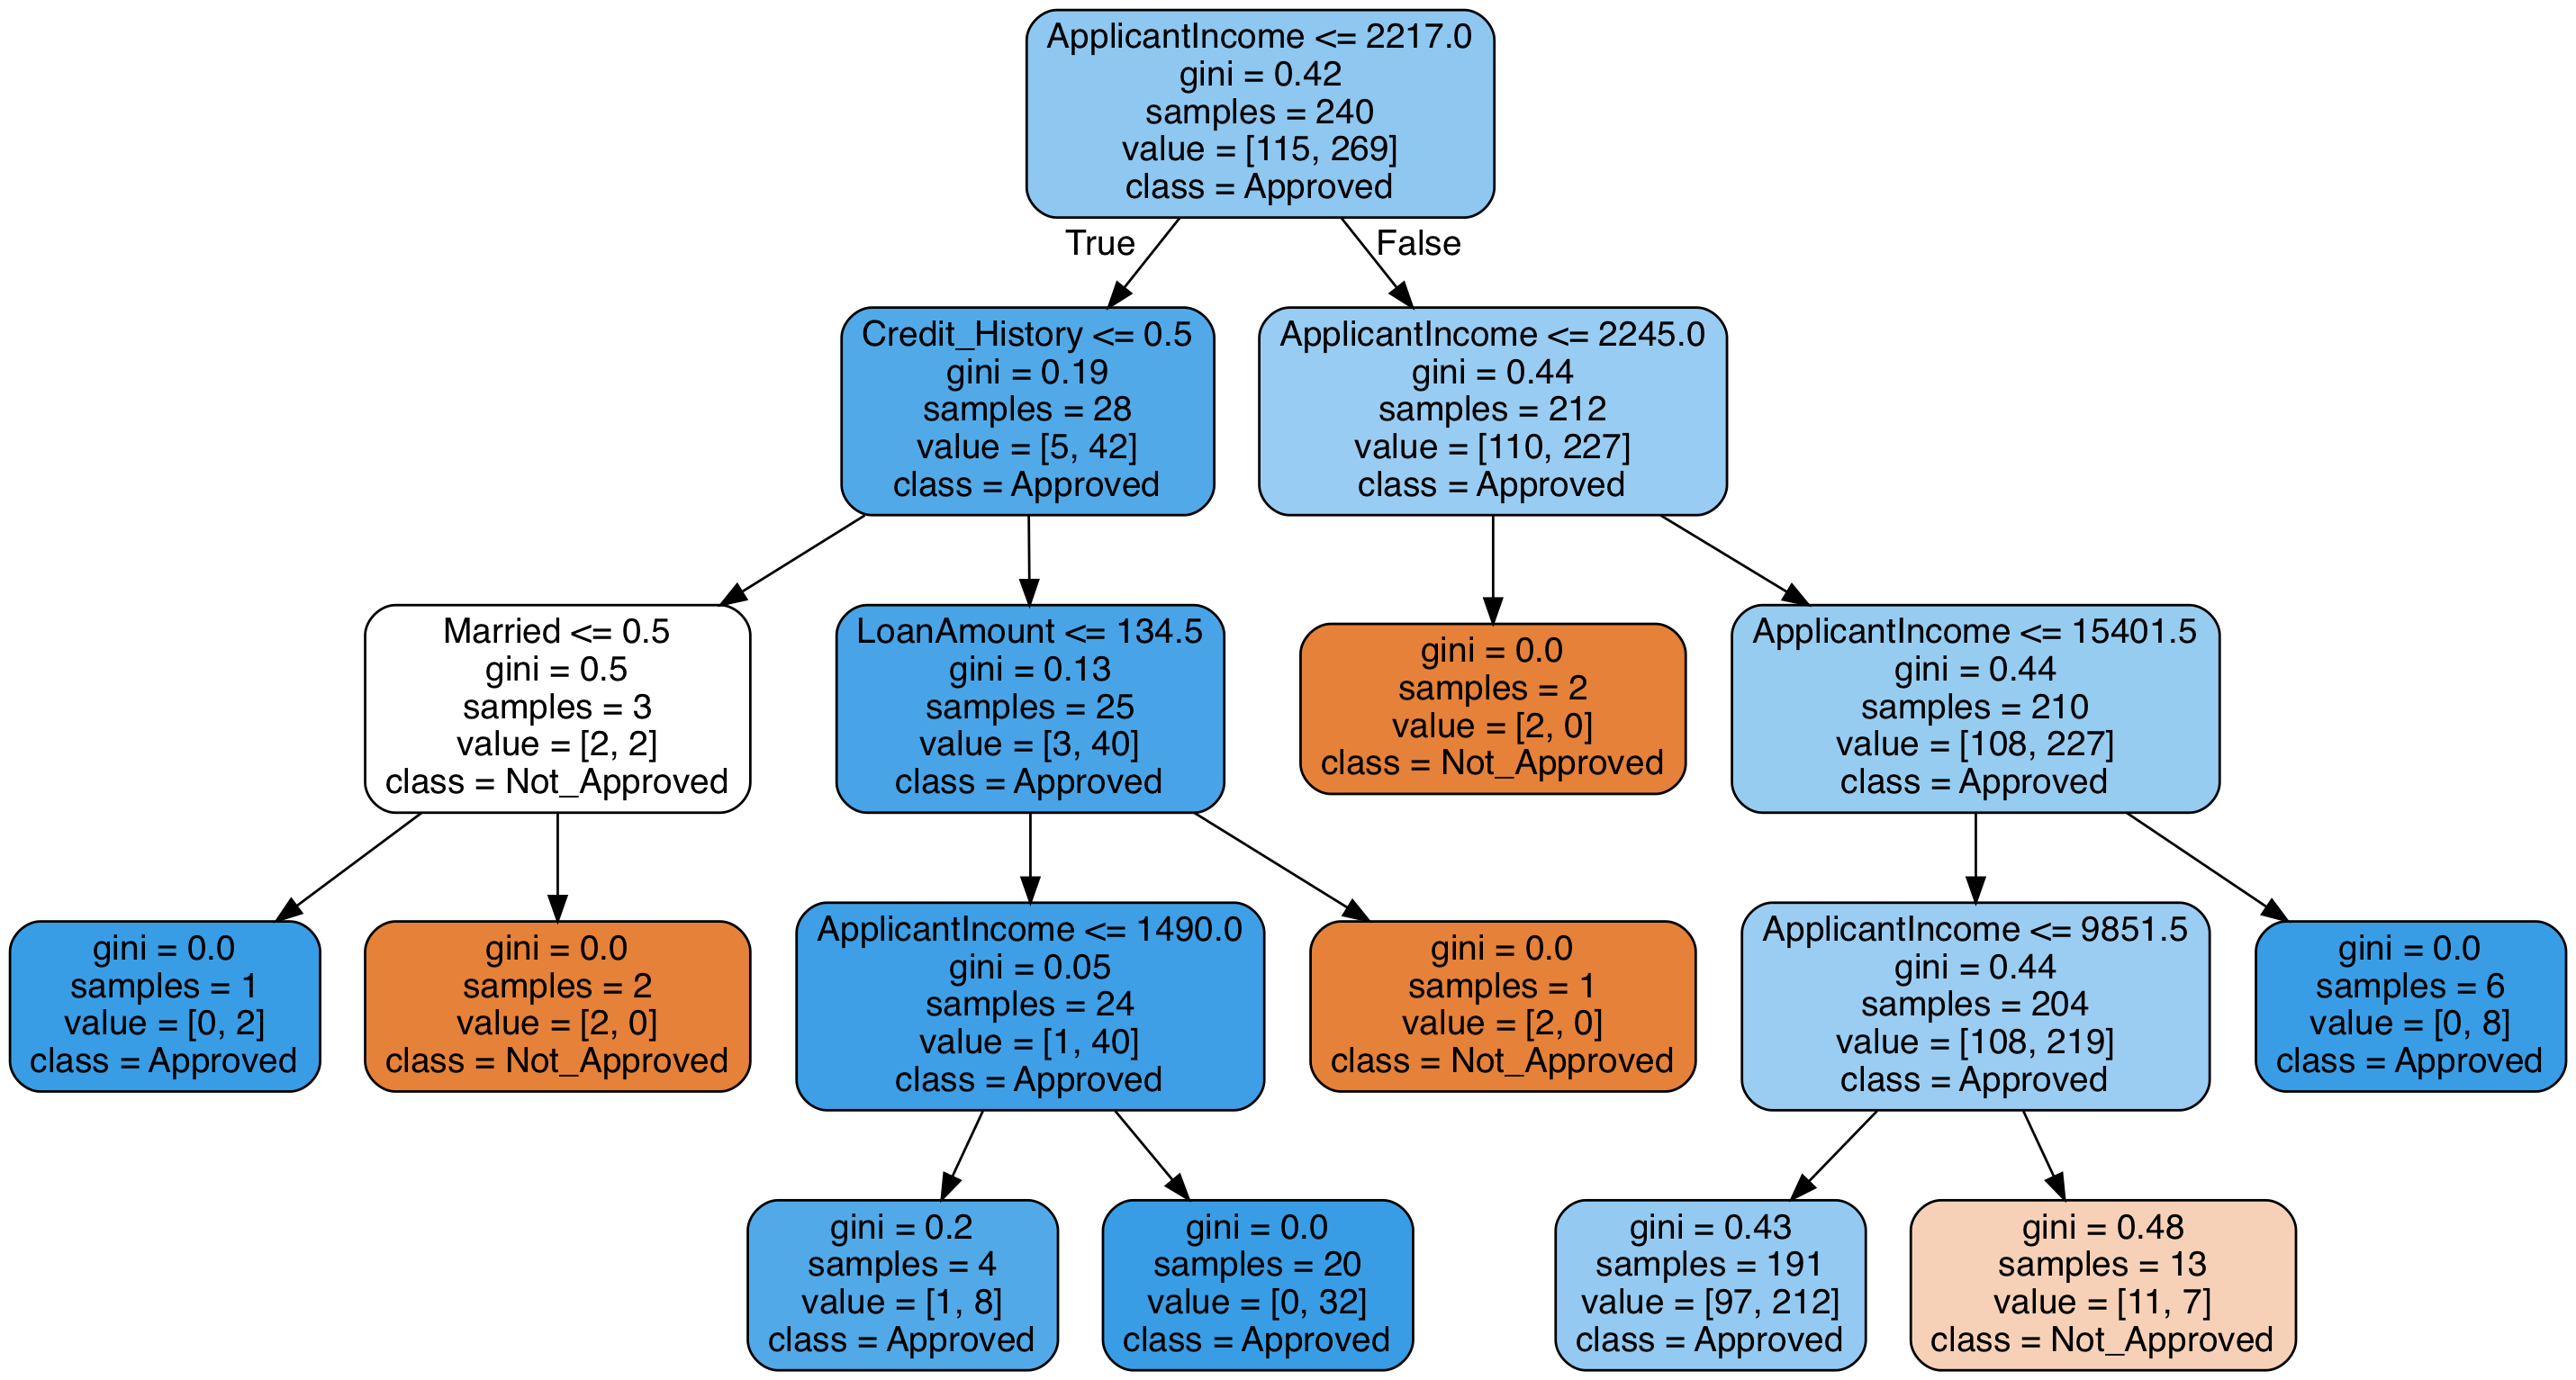 ApplicantIncome <= 2217.0
gini = 0.42
samples = 240
value = [115, 269]
class = Approved
True
False
Credit_History <= 0.5
gini = 0.19
samples = 28
value = [5, 42]
class = Approved
ApplicantIncome <= 2245.0
gini = 0.44
samples = 212
value = [110, 227]
class = Approved
Married <= 0.5
gini = 0.5
samples = 3
value = [2, 2]
class = Not_Approved
LoanAmount <= 134.5
gini = 0.13
samples = 25
value = [3, 40]
class = Approved
gini = 0.0
samples = 2
value = [2, 0]
class = Not_Approved
ApplicantIncome <= 15401.5
gini = 0.44
samples = 210
value = [108, 227]
class = Approved
gini = 0.0
samples = 1
value = [0, 2]
class = Approved
gini = 0.0
samples = 2
value = [2, 0]
class = Not_Approved
ApplicantIncome <= 1490.0
gini = 0.05
samples = 24
value = [1, 40]
class = Approved
gini = 0.0
samples = 1
value = [2, 0]
class = Not_Approved
ApplicantIncome <= 9851.5
gini = 0.44
samples = 204
value = [108, 219]
class = Approved
gini = 0.0
samples = 6
value = [0, 8]
class = Approved
gini = 0.2
samples = 4
value = [1, 8]
class = Approved
gini = 0.0
samples = 20
value = [0, 32]
class = Approved
gini = 0.43
samples = 191
value = [97, 212]
class = Approved
gini = 0.48
samples = 13
value = [11, 7]
class = Not_Approved